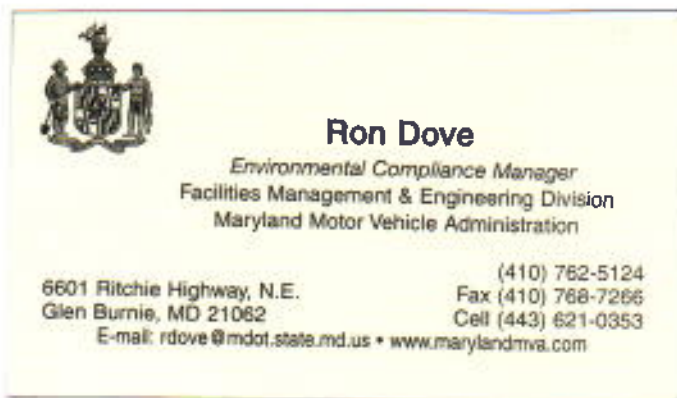 Ron Dove
Environmental Compliance Manager
Facilities Management & Engineering Division
Maryland Motor Vehicle Administration
6601 Ritchie Highway, N.E.
Glen Burnie, MD 21062
(410) 762-5124
Fax (410) 768-7266
Cell (443) 621-0353
E-mail: rdove@mdot.state.md.us • www.marylandmva.com